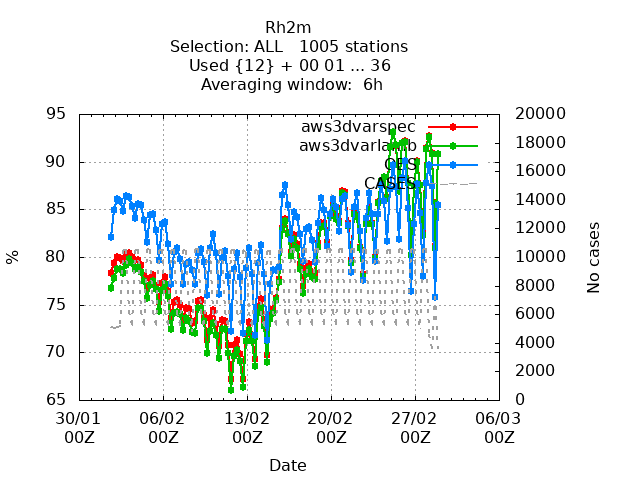 Rh2m
Selection: ALL   1005 stations
Used {12} + 00 01 ... 36
Averaging window:  6h
95
90
85
80
75
70
65
%
20000
18000
16000
14000
12000
10000
8000
6000
4000
2000
0
No cases
aws3dvarspec
aws3dvarlamb
OBS
CASES
30/01 06/02 13/02 20/02 27/02 06/03
00Z 00Z 00Z 00Z 00Z 00Z
Date